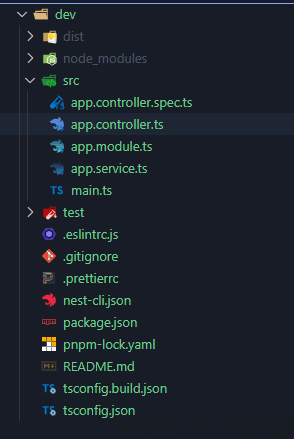 dev
dist
node_modules
src
app.controller.spec.ts
app.controller.ts
app.module.ts
app.service.ts
TS main.ts
test
.eslintrc.js
.gitignore
.prettierrc
nest-cli.json
package.json
pnpm-lock.yaml
README.md
TS tsconfig.build.json
TS tsconfig.json